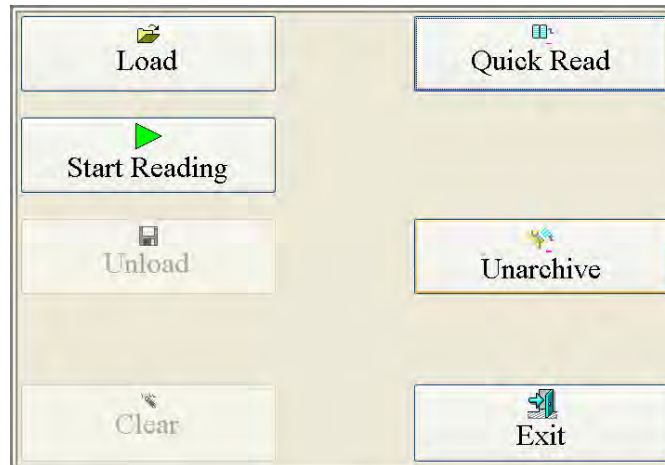 Load
Quick Read
Start Reading
Unload
Unarchive
Clear
Exit